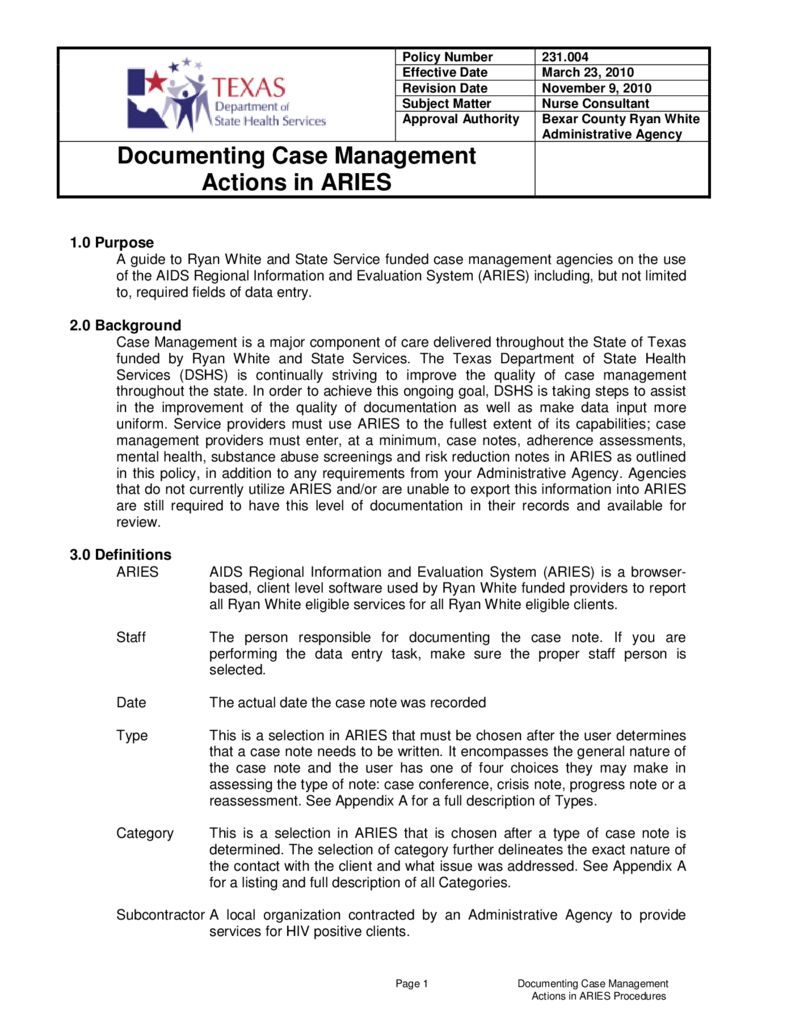 TEXAS
Department of
State Health Services
Policy Number 231.004
Effective Date March 23, 2010
Revision Date November 9, 2010
Subject Matter Nurse Consultant
Approval Authority Bexar County Ryan White
Administrative Agency
Documenting Case Management
Actions in ARIES
1.0 Purpose
A guide to Ryan White and State Service funded case management agencies on the use
of the AIDS Regional Information and Evaluation System (ARIES) including, but not limited
to, required fields of data entry.
2.0 Background
Case Management is a major component of care delivered throughout the State of Texas
funded by Ryan White and State Services. The Texas Department of State Health
Services (DSHS) is continually striving to improve the quality of case management
throughout the state. In order to achieve this ongoing goal, DSHS is taking steps to assist
in the improvement of the quality of documentation as well as make data input more
uniform. Service providers must use ARIES to the fullest extent of its capabilities; case
management providers must enter, at a minimum, case notes, adherence assessments,
mental health, substance abuse screenings and risk reduction notes in ARIES as outlined
in this policy, in addition to any requirements from your Administrative Agency. Agencies
that do not currently utilize ARIES and/or are unable to export this information into ARIES
are still required to have this level of documentation in their records and available for
review.
3.0 Definitions
ARIES AIDS Regional Information and Evaluation System (ARIES) is a browser-
based, client level software used by Ryan White funded providers to report
all Ryan White eligible services for all Ryan White eligible clients.
Staff The person responsible for documenting the case note. If you are
performing the data entry task, make sure the proper staff person is
selected.
Date The actual date the case note was recorded
Type This is a selection in ARIES that must be chosen after the user determines
that a case note needs to be written. It encompasses the general nature of
the case note and the user has one of four choices they may make in
assessing the type of note: case conference, crisis note, progress note or a
reassessment. See Appendix A for a full description of Types.
Category This is a selection in ARIES that is chosen after a type of case note is
determined. The selection of category further delineates the exact nature of
the contact with the client and what issue was addressed. See Appendix A
for a listing and full description of all Categories.
Subcontractor A local organization contracted by an Administrative Agency to provide
services for HIV positive clients.
Page 1 Documenting Case Management
Actions in ARIES Procedures